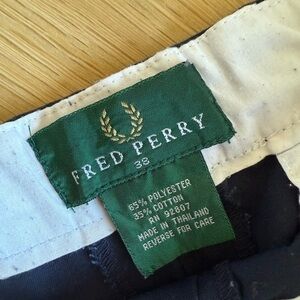 FRED PERRY
38
65% POLYESTER
35% COTTON
RN 92807
MADE IN THAILAND
REVERSE FOR CARE